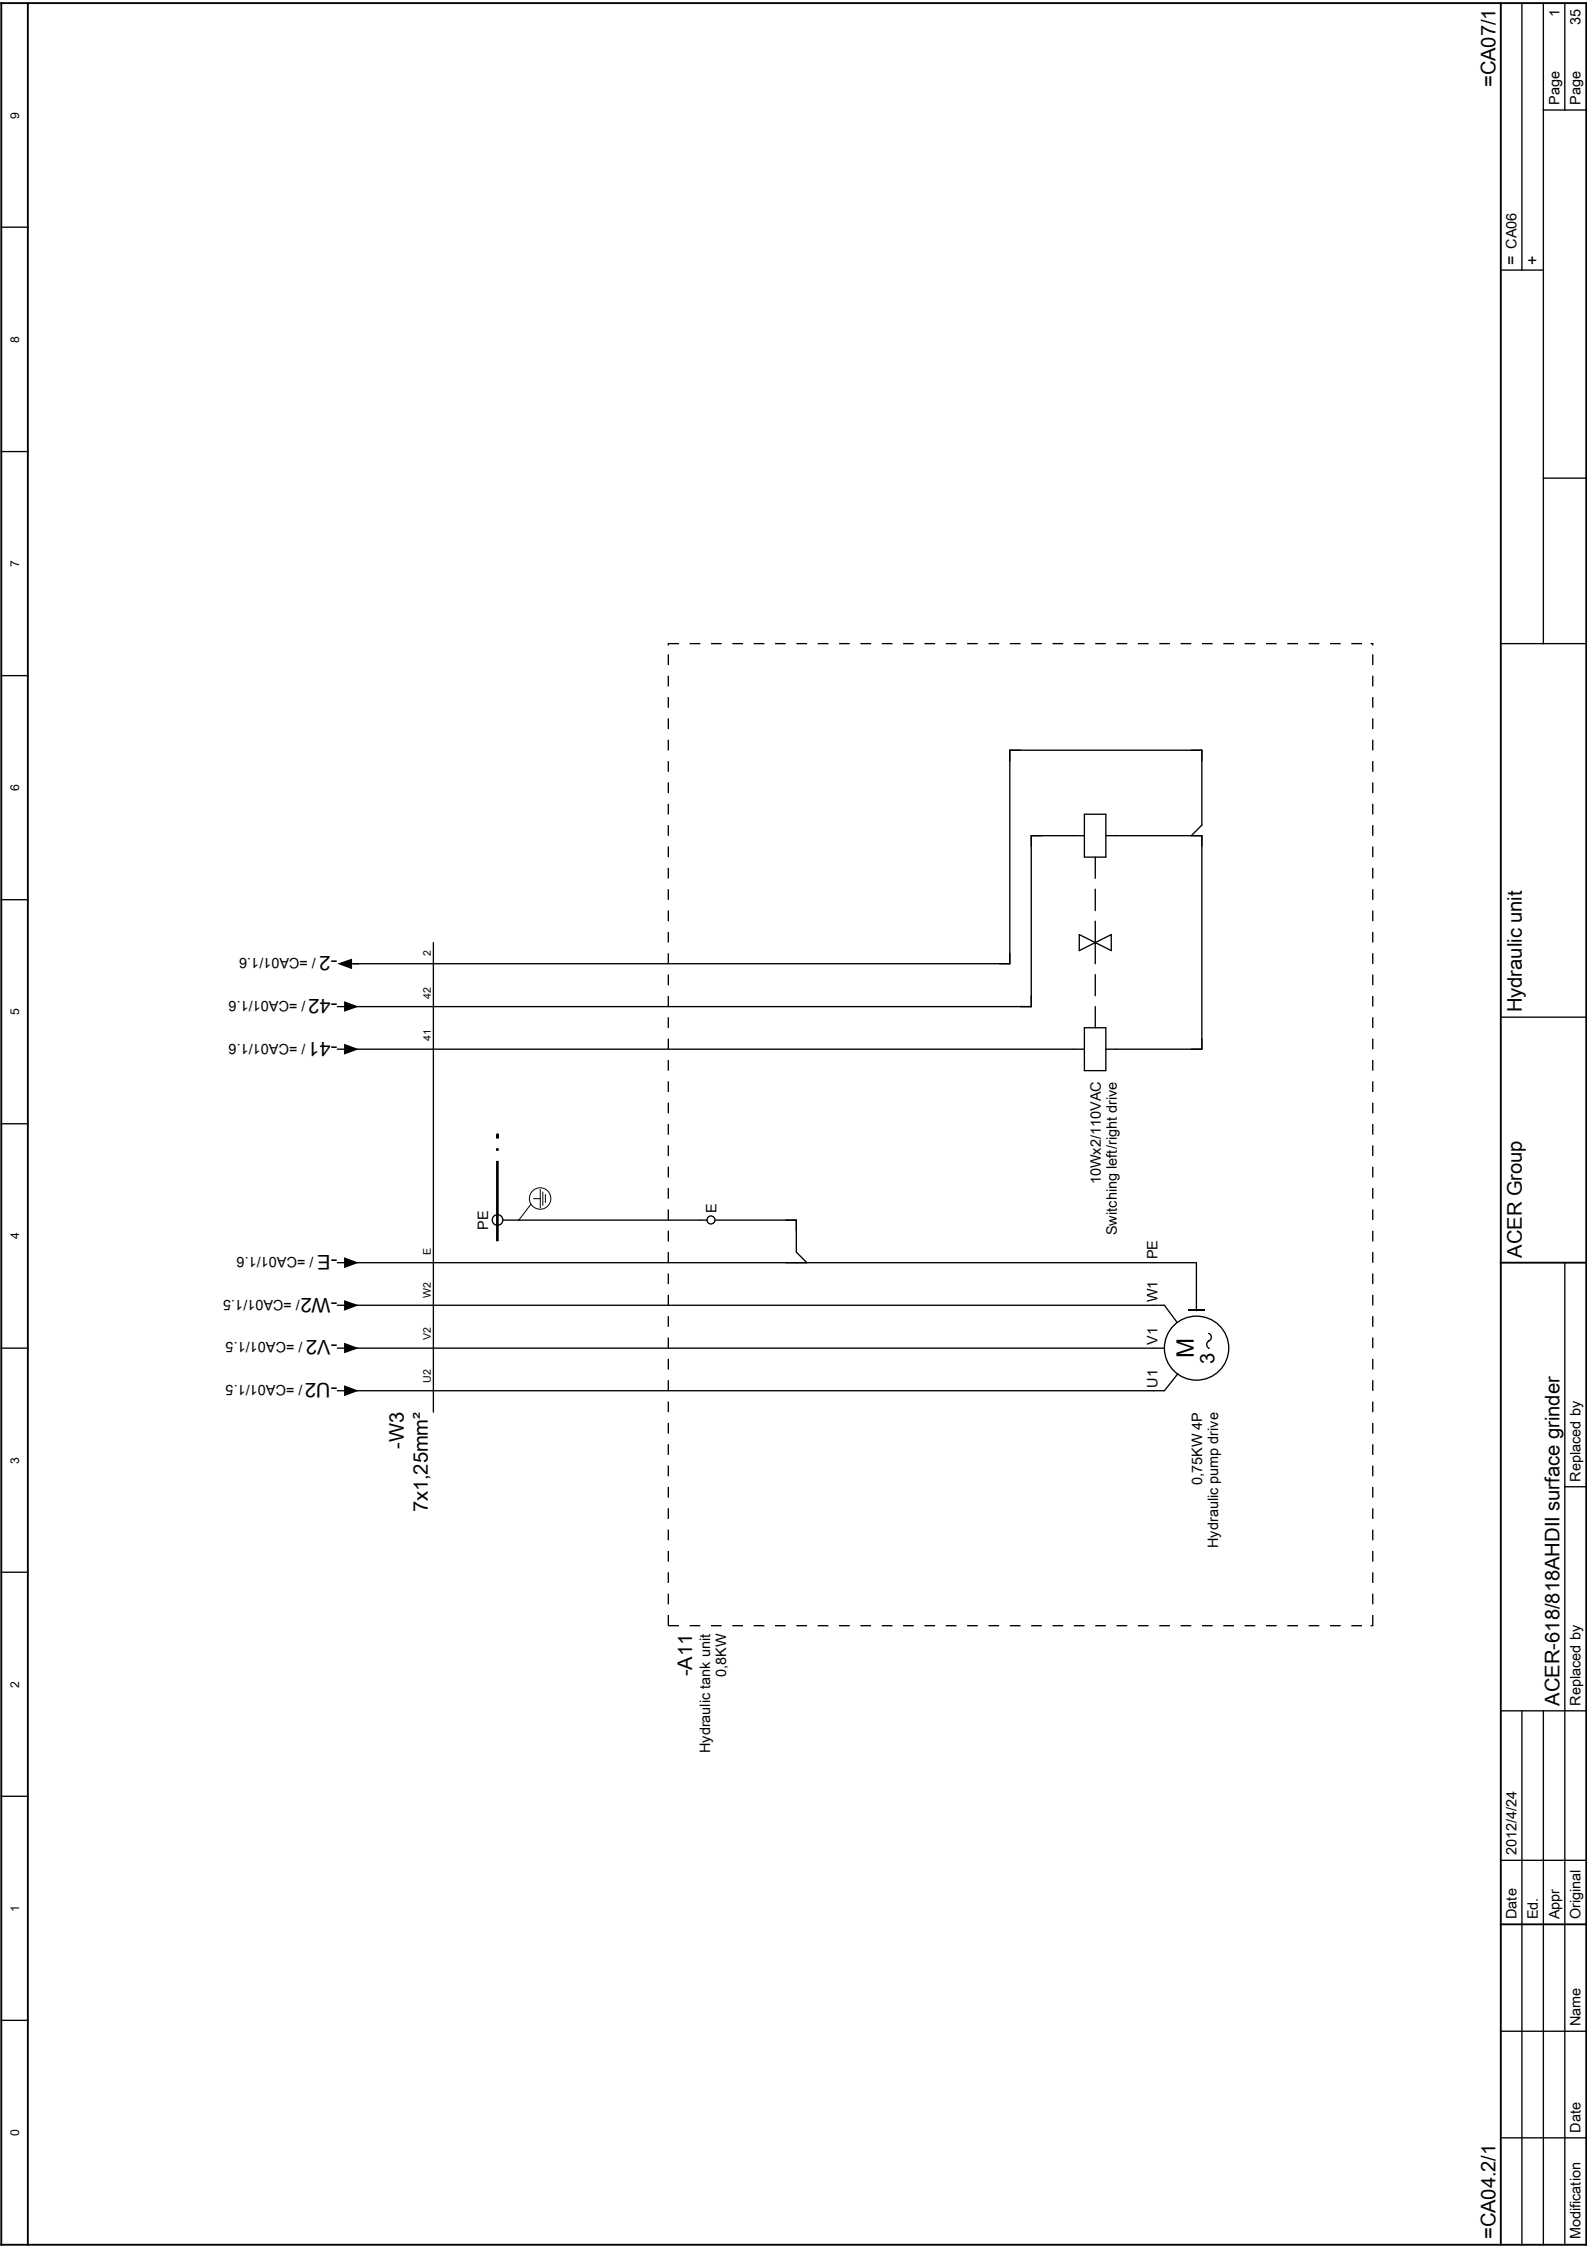 0 1 2 3 4 5 6 7 8 9
-U2 / =CA01/1.5
-V2 / =CA01/1.5
-W2 / =CA01/1.5
-E / =CA01/1.6
-41 / =CA01/1.6
-42 / =CA01/1.6
-2 / =CA01/1.6
-W3
7x1,25mm²
U2 V2 W2 E 41 42 2
PE
-A11
Hydraulic tank unit
0,8KW
E
10Wx2/110VAC
Switching left/right drive
U1 V1 W1 PE
M
3 ~
0,75KW 4P
Hydraulic pump drive
=CA04.2/1
=CA07/1
Date 2012/4/24
Ed.
Appr
Modification Date Name Original
ACER-618/818AHDII surface grinder
Replaced by Replaced by
ACER Group
Hydraulic unit
= CA06
+
Page 1
Page 35